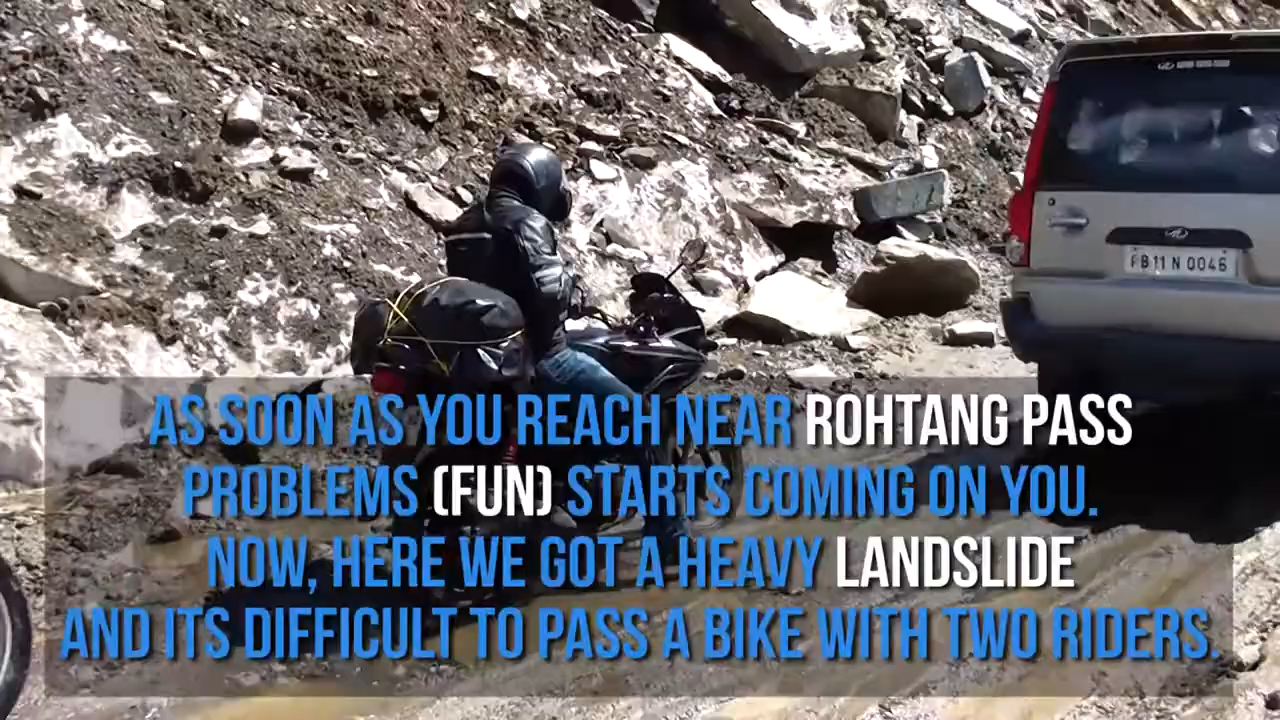 PB11 N 0046
AS SOON AS YOU REACH NEAR ROHTANG PASS
PROBLEMS (FUN) STARTS COMING ON YOU.
NOW, HERE WE GOT A HEAVY LANDSLIDE
AND ITS DIFFICULT TO PASS A BIKE WITH TWO RIDERS.